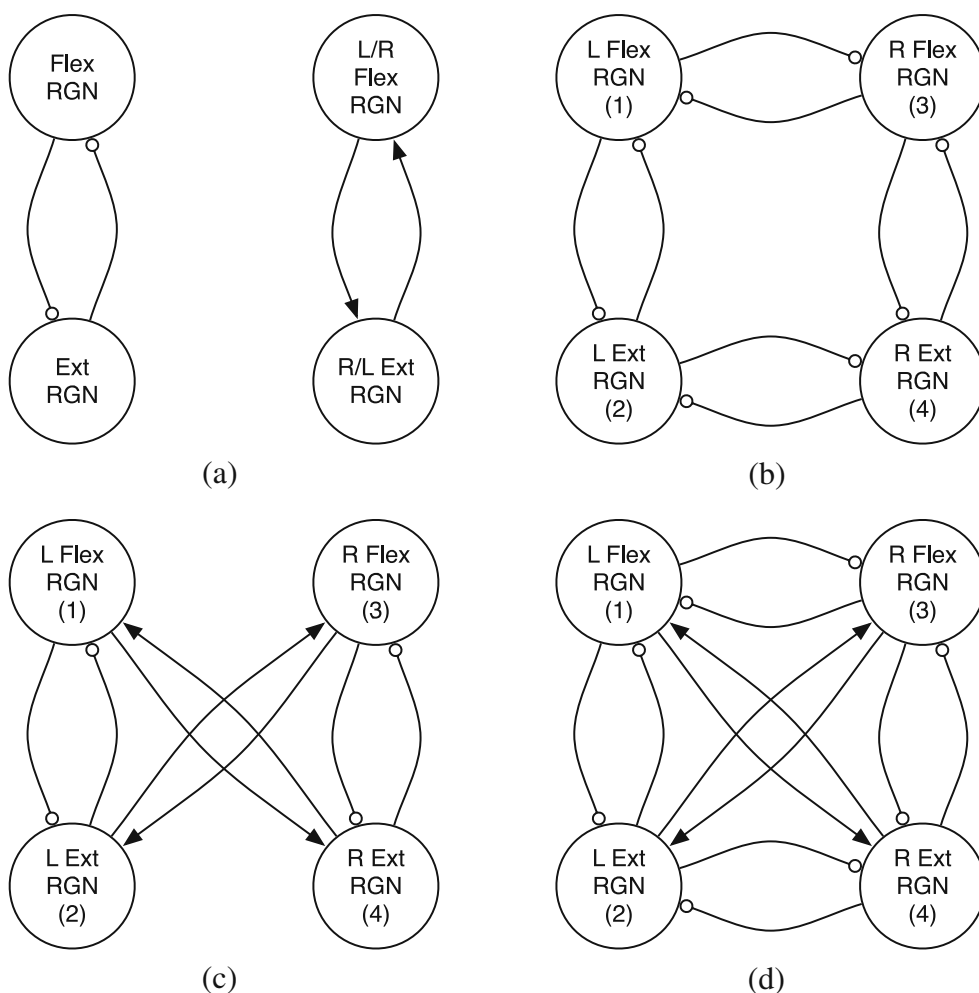 Flex
RGN
Ext
RGN
L/R
Flex
RGN
R/L Ext
RGN
(a)
L Flex
RGN
(1)
R Flex
RGN
(3)
L Ext
RGN
(2)
R Ext
RGN
(4)
(b)
L Flex
RGN
(1)
R Flex
RGN
(3)
L Ext
RGN
(2)
R Ext
RGN
(4)
(c)
L Flex
RGN
(1)
R Flex
RGN
(3)
L Ext
RGN
(2)
R Ext
RGN
(4)
(d)